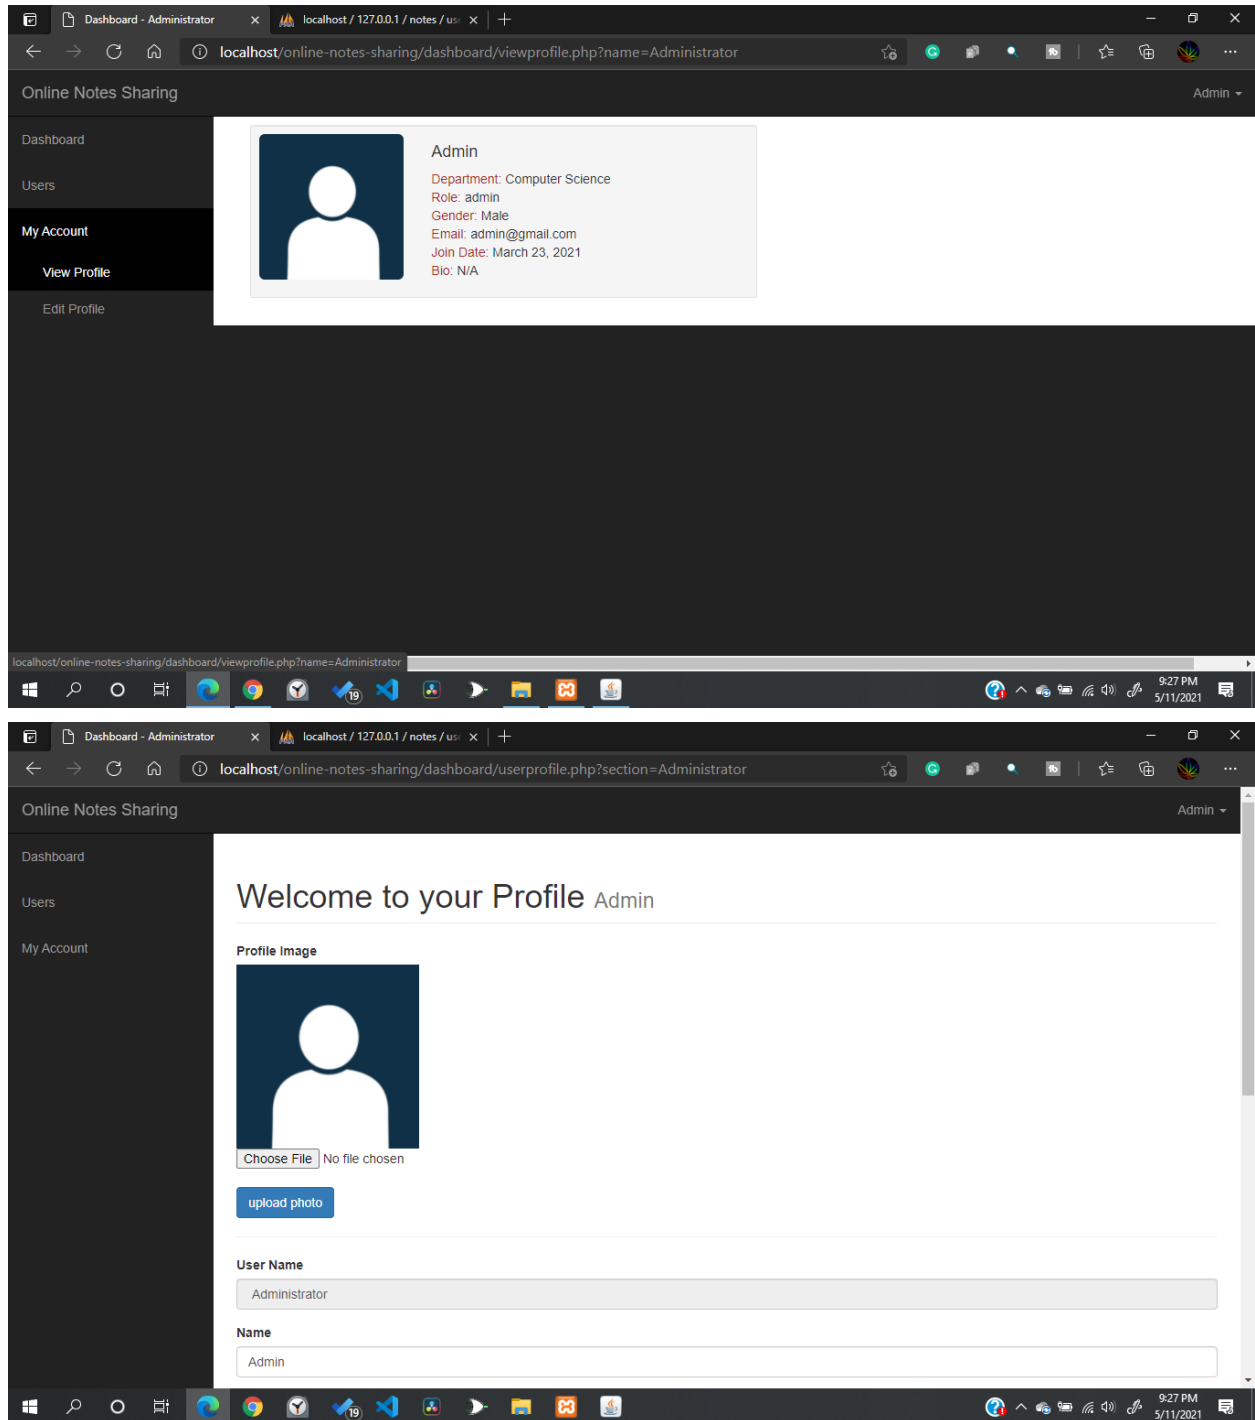 Dashboard - Administrator
localhost / 127.0.0.1 / notes / us
localhost/online-notes-sharing/dashboard/viewprofile.php?name=Administrator
Online Notes Sharing
Admin
Dashboard
Users
My Account
View Profile
Edit Profile
Admin
Department: Computer Science
Role: admin
Gender: Male
Email: admin@gmail.com
Join Date: March 23, 2021
Bio: N/A
localhost/online-notes-sharing/dashboard/viewprofile.php?name=Administrator
19
9:27 PM
5/11/2021
Dashboard - Administrator
localhost / 127.0.0.1 / notes / us
localhost/online-notes-sharing/dashboard/userprofile.php?section=Administrator
Online Notes Sharing
Admin
Dashboard
Users
My Account
Welcome to your Profile Admin
Profile Image
Choose File No file chosen
upload photo
User Name
Administrator
Name
Admin
19
9:27 PM
5/11/2021